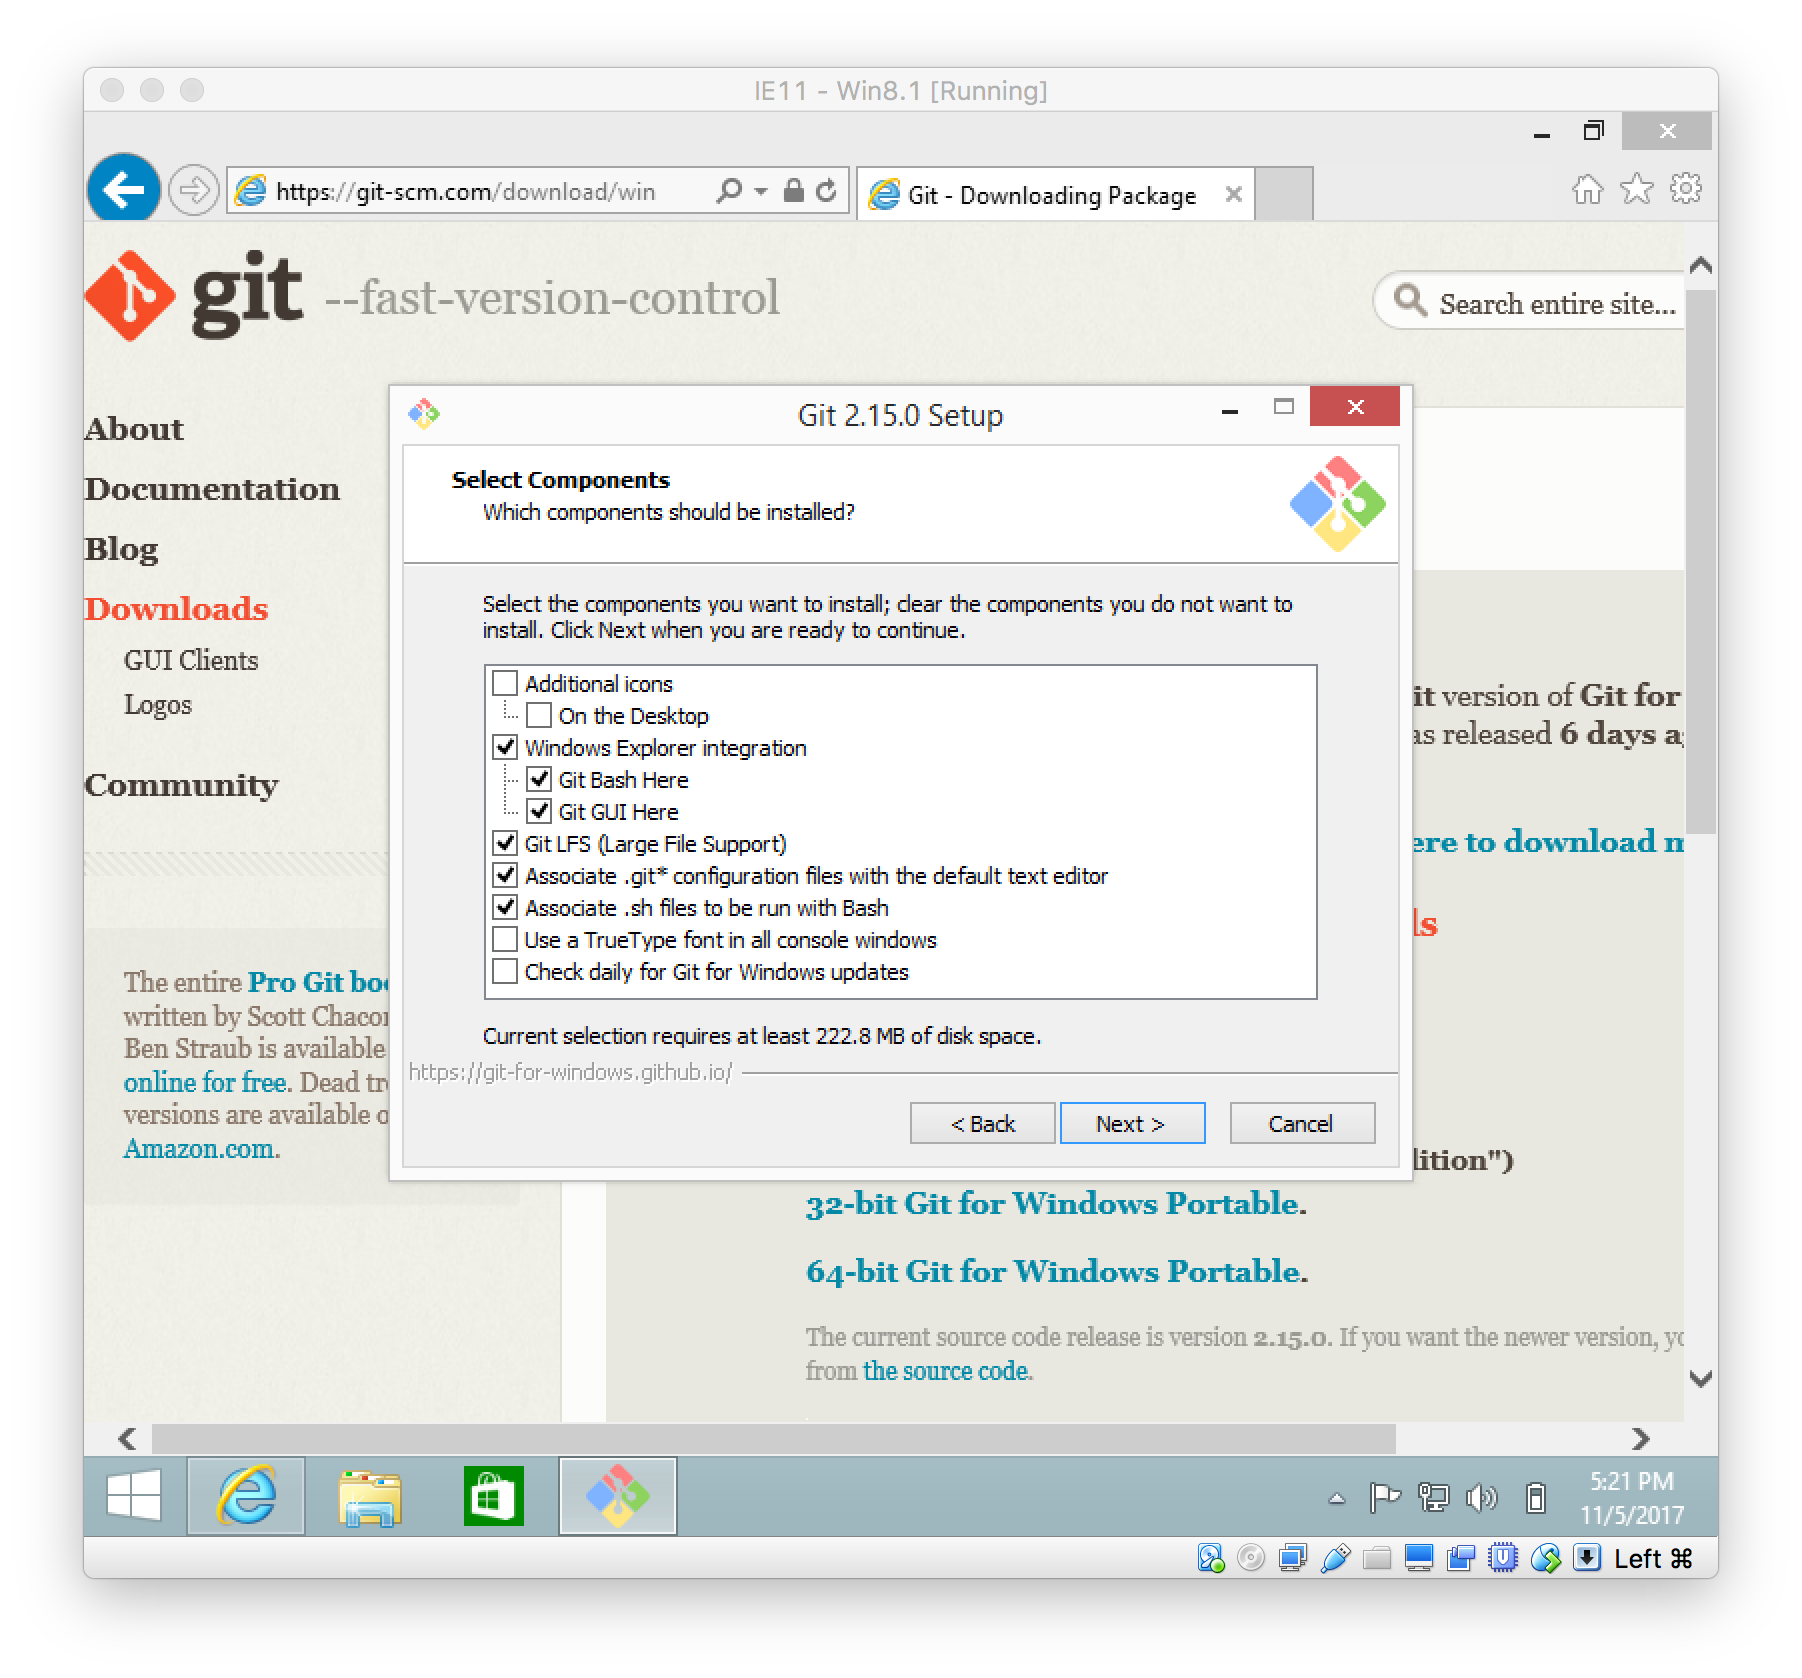 IE11 - Win8.1 [Running]
https://git-scm.com/download/win
Git - Downloading Package
git --fast-version-control
Search entire site...
About
Documentation
Blog
Downloads
GUI Clients
Logos
Community
The entire Pro Git
written by Scott
Ben Straub is available
online for free. Dead
versions are available
Amazon.com.
Git 2.15.0 Setup
Select Components
Which components should be installed?
Select the components you want to install; clear the components you do not want to
install. Click Next when you are ready to continue.
Additional icons
On the Desktop
Windows Explorer integration
Git Bash Here
Git GUI Here
Git LFS (Large File Support)
Associate .git* configuration files with the default text editor
Associate .sh files to be run with Bash
Use a TrueType font in all console windows
Check daily for Git for Windows updates
Current selection requires at least 222.8 MB of disk space.
https://git-for-windows.github.io/
< Back
Next >
Cancel
version of Git for
released 6 days
to download
32-bit Git for Windows Portable.
64-bit Git for Windows Portable.
The current source code release is version 2.15.0. If you want the newer version,
from the source code.
5:21 PM
11/5/2017
Left ⌘